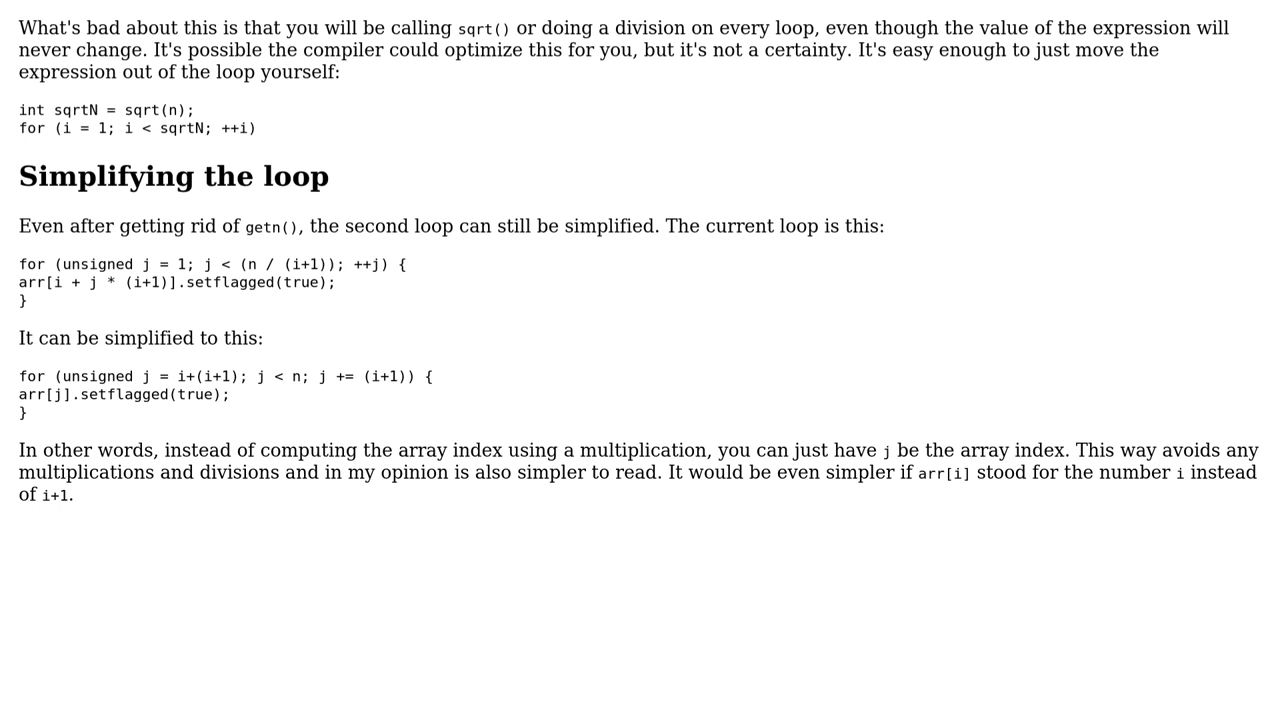 What's bad about this is that you will be calling sqrt() or doing a division on every loop, even though the value of the expression will
never change. It's possible the compiler could optimize this for you, but it's not a certainty. It's easy enough to just move the
expression out of the loop yourself:
int sqrtN = sqrt(n);
for (i = 1; i < sqrtN; ++i)
Simplifying the loop
Even after getting rid of getn(), the second loop can still be simplified. The current loop is this:
for (unsigned j = 1; j < (n / (i+1)); ++j) {
arr[i + j * (i+1)].setflagged(true);
}
It can be simplified to this:
for (unsigned j = i+(i+1); j < n; j += (i+1)) {
arr[j].setflagged(true);
}
In other words, instead of computing the array index using a multiplication, you can just have j be the array index. This way avoids any
multiplications and divisions and in my opinion is also simpler to read. It would be even simpler if arr[i] stood for the number i instead
of i+1.